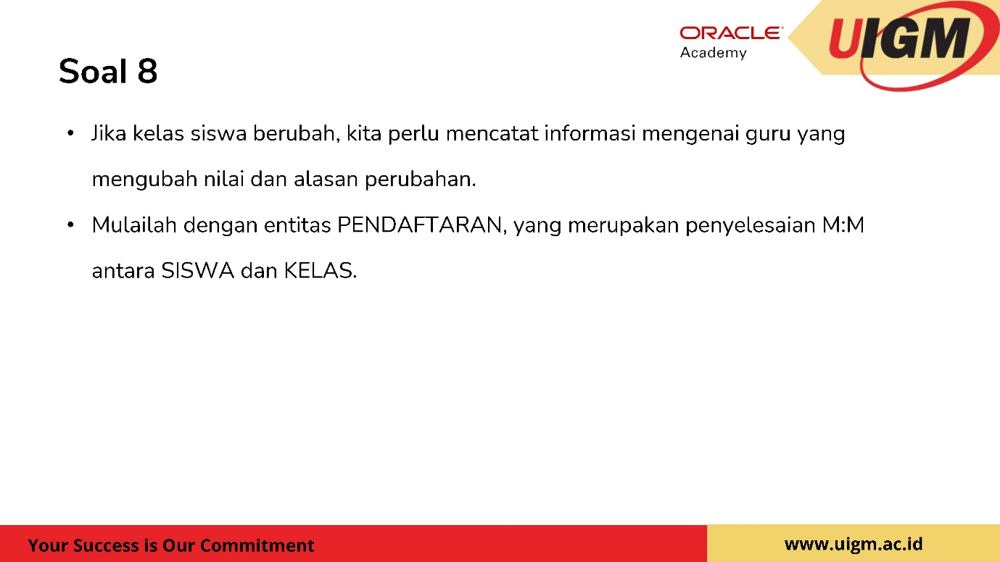 ORACLE
Academy
UIGM
Soal 8
• Jika kelas siswa berubah, kita perlu mencatat informasi mengenai guru yang
mengubah nilai dan alasan perubahan.
• Mulailah dengan entitas PENDAFTARAN, yang merupakan penyelesaian M:M
antara SISWA dan KELAS.
Your Success is Our Commitment
www.uigm.ac.id